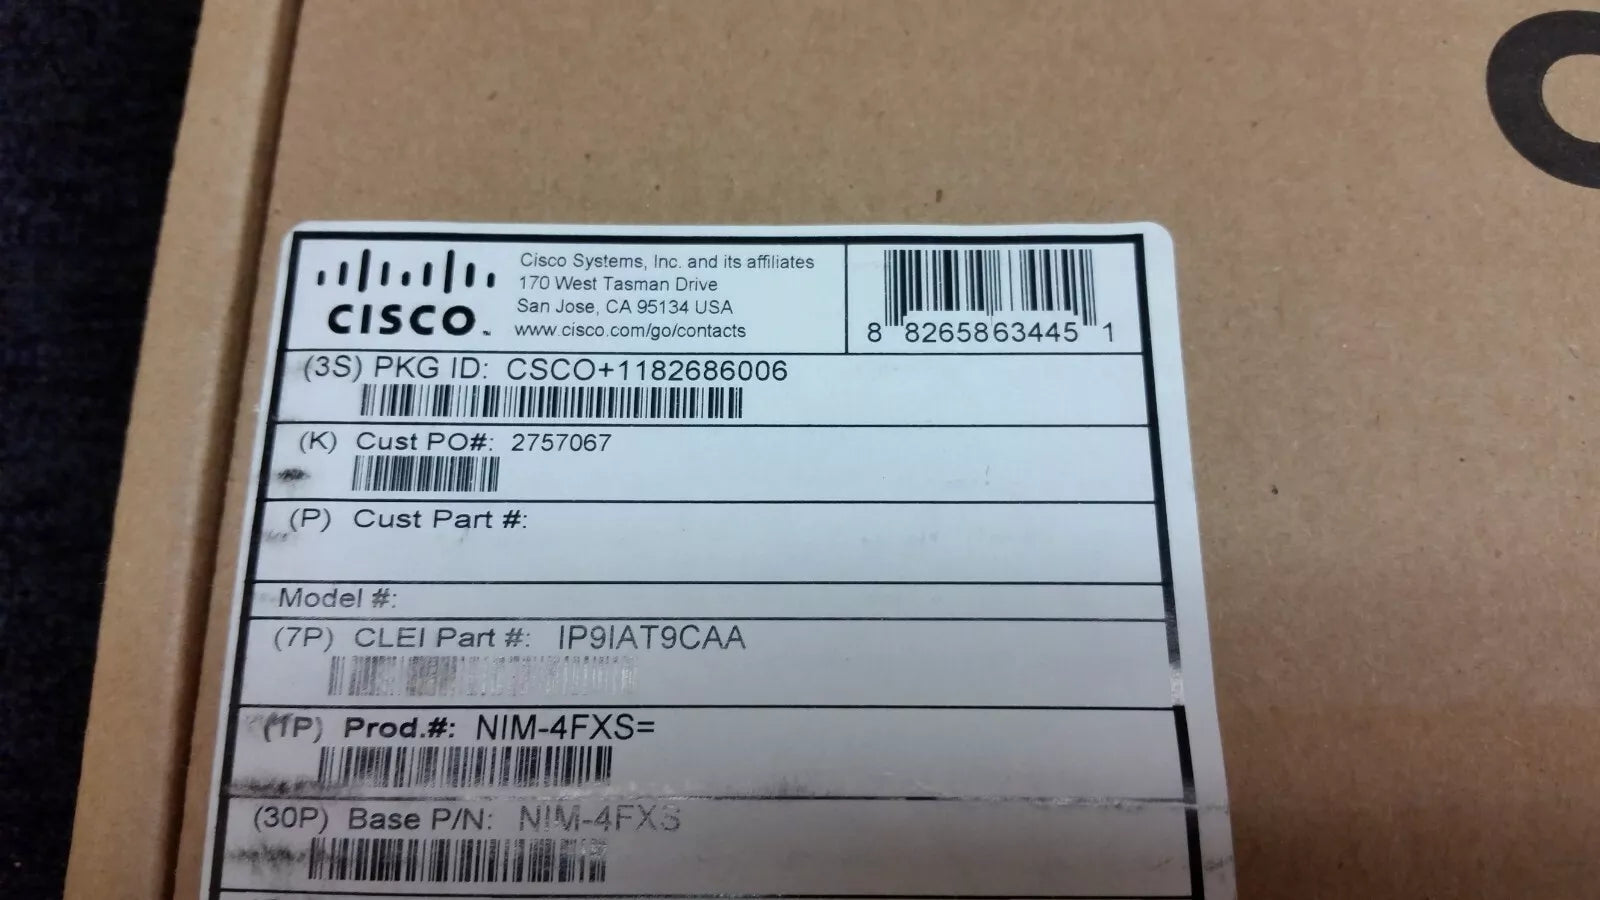 CISCO™
Cisco Systems, Inc. and its affiliates
170 West Tasman Drive
San Jose, CA 95134 USA
www.cisco.com/go/contacts
8 8265863445 1
(3S) PKG ID: CSCO+1182686006
(K) Cust PO#: 2757067
(P) Cust Part #:
Model #:
(7P) CLEI Part #: IP9IAT9CAA
(1P) Prod.#: NIM-4FXS=
(30P) Base P/N: NIM-4FXS